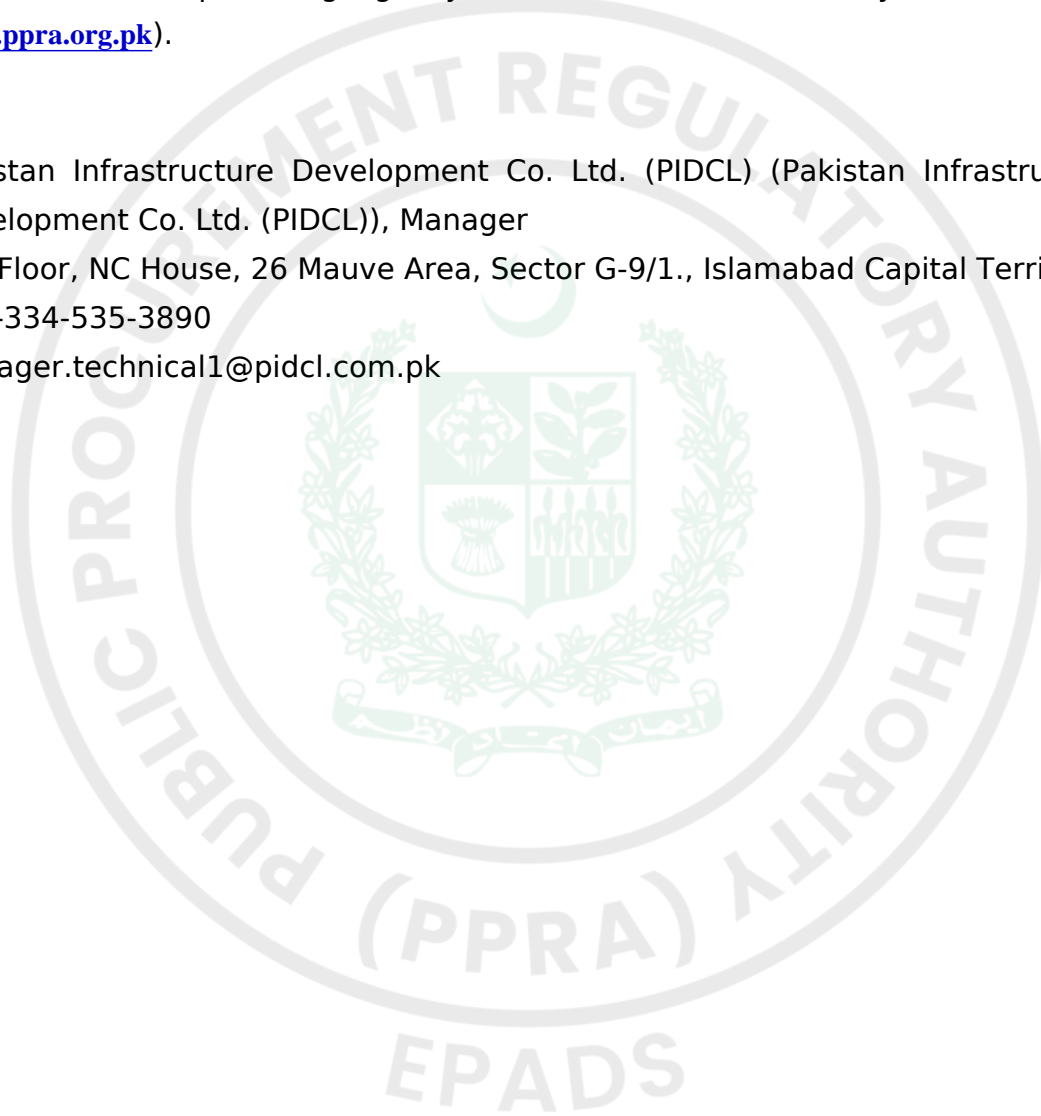 .ppra.org.pk).
stan Infrastructure Development Co. Ltd. (PIDCL) (Pakistan Infrastru
elopment Co. Ltd. (PIDCL)), Manager
Floor, NC House, 26 Mauve Area, Sector G-9/1., Islamabad Capital Terri
-334-535-3890
ager.technical1@pidcl.com.pk
PUBLIC PROCUREMENT REGULATORY AUTHORITY
(PPRA)
EPADS